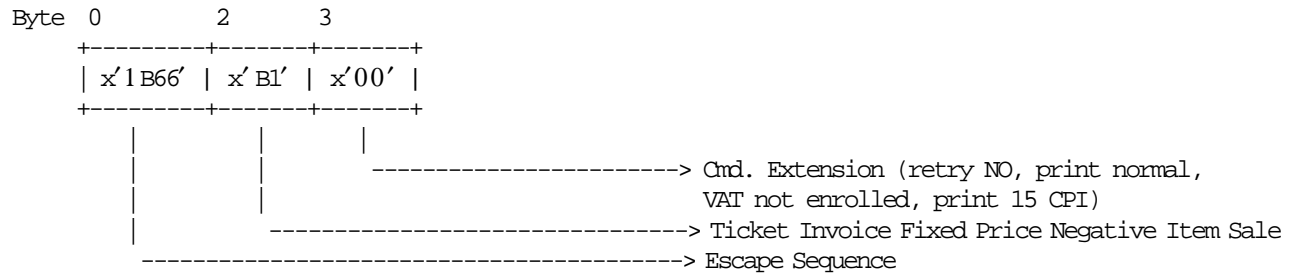 Byte 0 2 3
+---------+-------+-------+
| x′1B66′ | x′B1′ | x′00′ |
+---------+-------+-------+
| | |
| | ------------------------> Cmd. Extension (retry NO, print normal,
| | VAT not enrolled, print 15 CPI)
| --------------------------------> Ticket Invoice Fixed Price Negative Item Sale
------------------------------------------> Escape Sequence